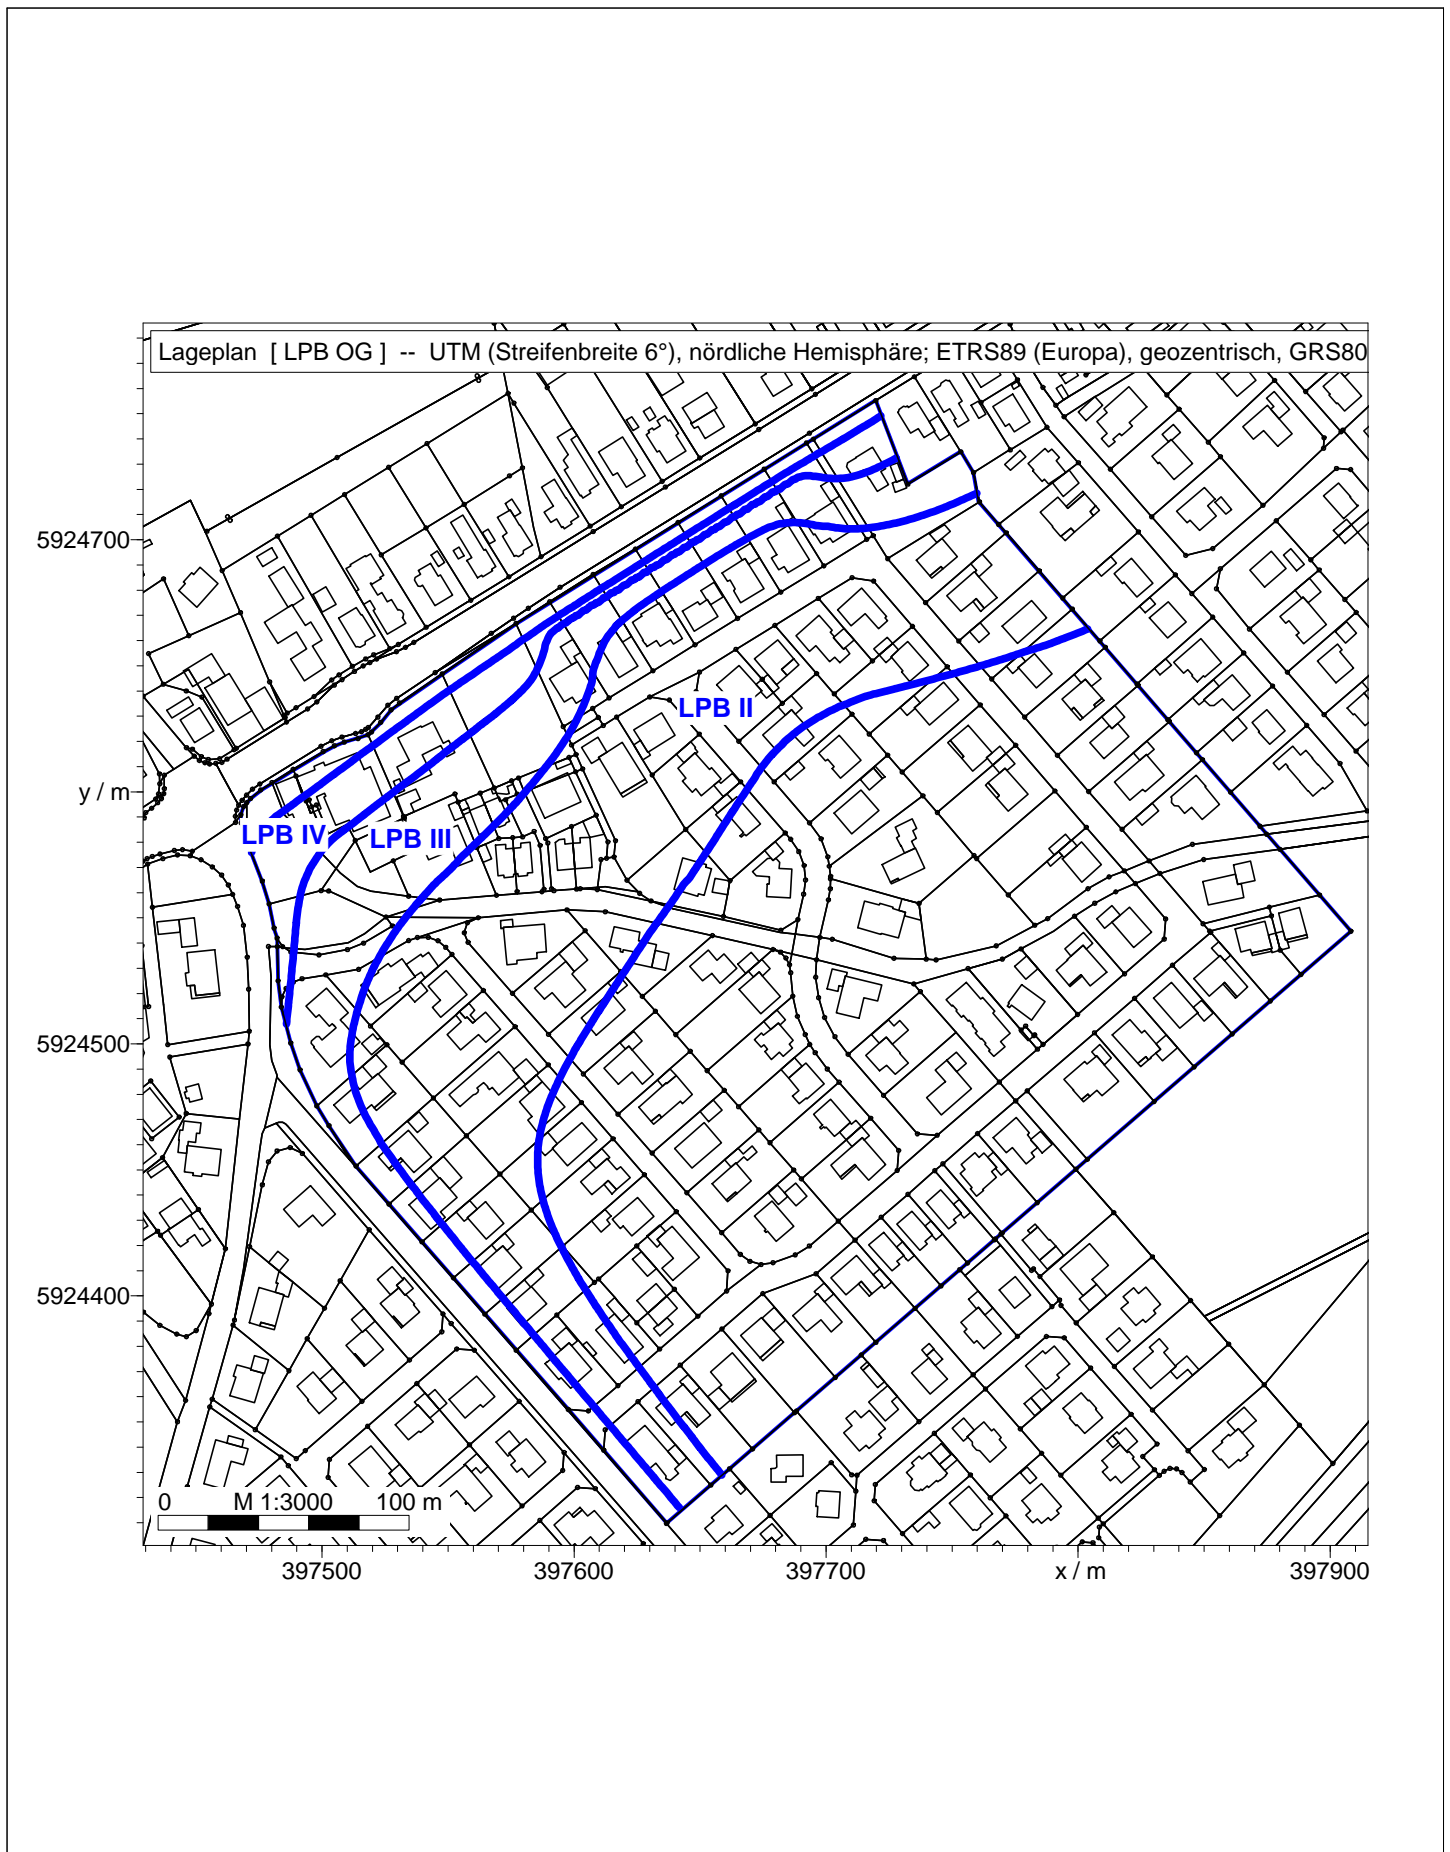 Lageplan [ LPB OG ] -- UTM (Streifenbreite 6°), nördliche Hemisphäre; ETRS89 (Europa), geozentrisch, GRS80
5924700
LPB II
y / m
LPB IV
LPB III
5924500
5924400
0 M 1:3000 100 m
397500 397600 397700 x / m 397900